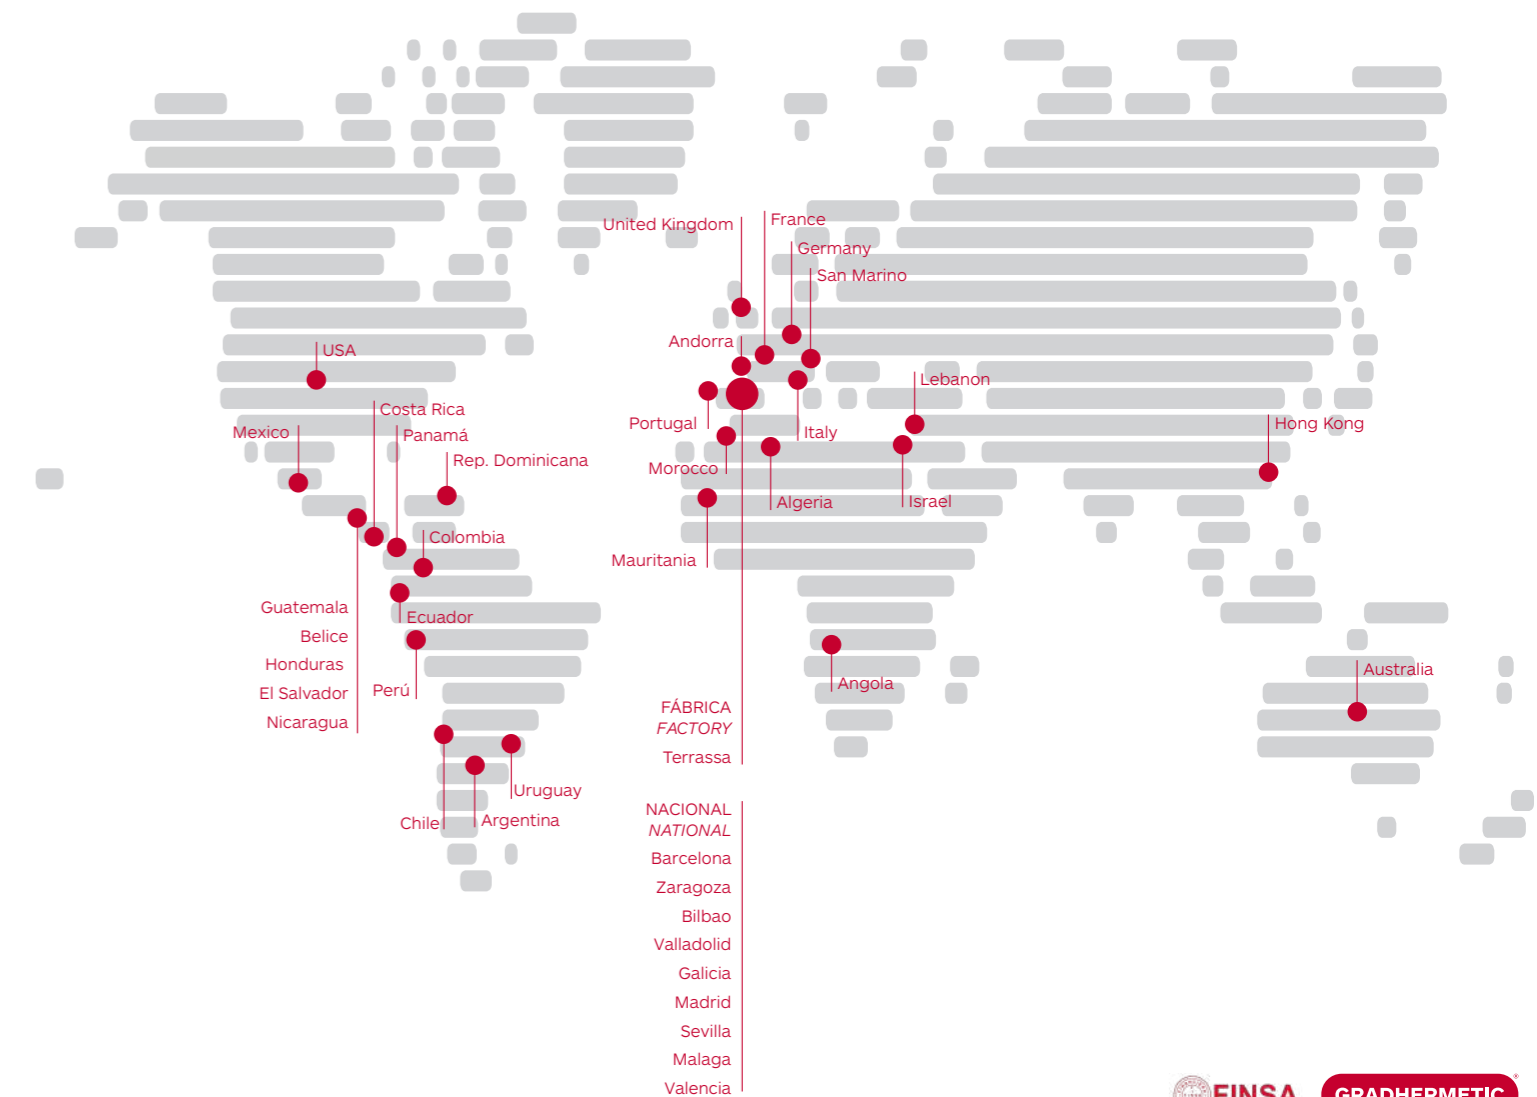 United Kingdom
France
Germany
San Marino
Andorra
USA
Lebanon
Costa Rica
Mexico
Panamá
Portugal
Italy
Hong Kong
Rep. Dominicana
Morocco
Algeria
Israel
Colombia
Mauritania
Guatemala
Ecuador
Belice
Honduras
El Salvador
Perú
Nicaragua
Angola
Australia
FÁBRICA
FACTORY
Terrassa
Uruguay
Chile
Argentina
NACIONAL
NATIONAL
Barcelona
Zaragoza
Bilbao
Valladolid
Galicia
Madrid
Sevilla
Malaga
Valencia
FINSA
GRADHERMETIC®